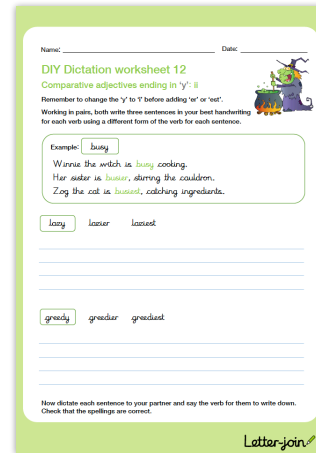 Name: Date:
DIY Dictation worksheet 12
Comparative adjectives ending in 'y': ii
Remember to change the 'y' to 'i' before adding 'er' or 'est'.
Working in pairs, both write three sentences in your best handwriting
for each verb using a different form of the verb for each sentence.
Example: busy
Winnie the witch is busy cooking.
Her sister is busier, stirring the cauldron.
Zog the cat is busiest, catching ingredients.
lazy lazier laziest
greedy greedier greediest
Now dictate each sentence to your partner and say the verb for them to write down.
Check that the spellings are correct.
Letter-join